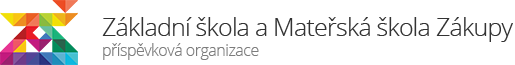 Základní škola a Mateřská škola Zákupy
příspěvková organizace